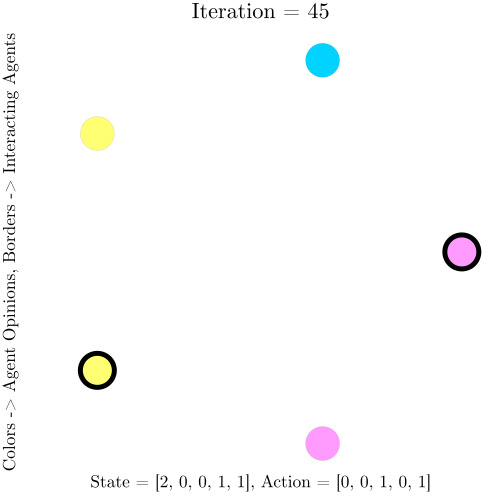 Iteration = 45
Colors -> Agent Opinions, Borders -> Interacting Agents
State = [2, 0, 0, 1, 1], Action = [0, 0, 1, 0, 1]